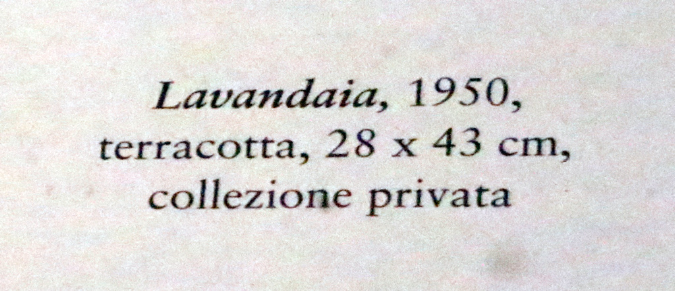 Lavandaia, 1950,
terracotta, 28 x 43 cm,
collezione privata